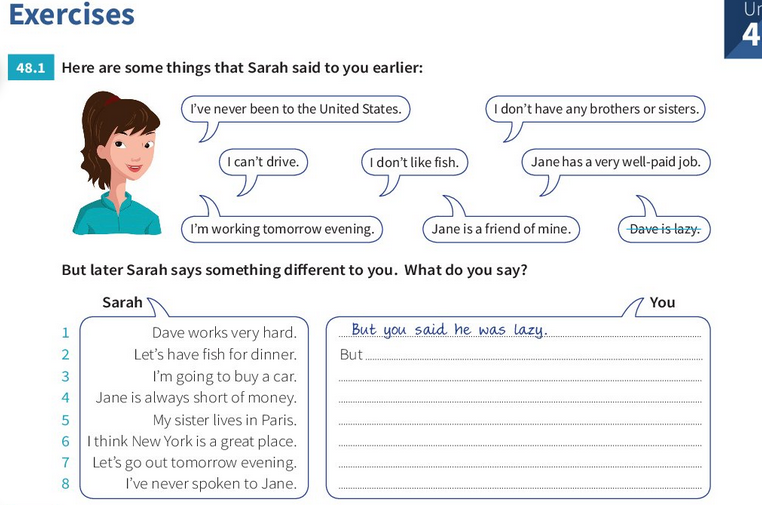 Exercises
Un
4
48.1 Here are some things that Sarah said to you earlier:
I've never been to the United States.
I don't have any brothers or sisters.
I can't drive.
I don't like fish.
Jane has a very well-paid job.
I'm working tomorrow evening.
Jane is a friend of mine.
Dave is lazy.
But later Sarah says something different to you. What do you say?
Sarah
You
1 Dave works very hard. But you said he was lazy.
2 Let's have fish for dinner. But
3 I'm going to buy a car.
4 Jane is always short of money.
5 My sister lives in Paris.
6 I think New York is a great place.
7 Let's go out tomorrow evening.
8 I've never spoken to Jane.